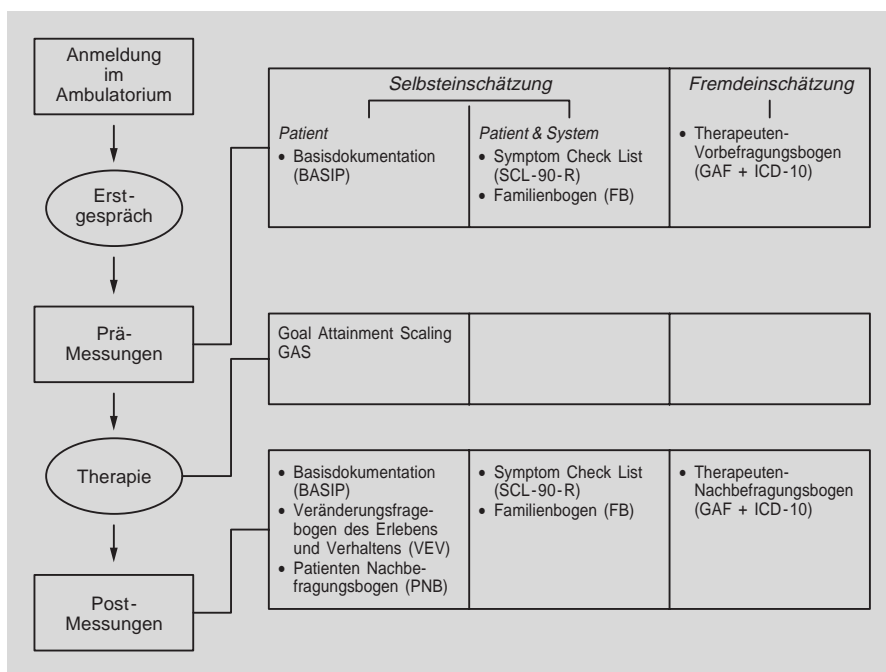 Anmeldung
im
Ambulatorium
Erst-
gespräch
Prä-
Messungen
Therapie
Post-
Messungen
Selbsteinschätzung
Fremdeinschätzung
Patient
• Basisdokumentation
(BASIP)
Patient & System
• Symptom Check List
(SCL-90-R)
• Familienbogen (FB)
• Therapeuten-
Vorbefragungsbogen
(GAF + ICD-10)
Goal Attainment Scaling
GAS
• Basisdokumentation
(BASIP)
• Veränderungsfrage-
bogen des Erlebens
und Verhaltens (VEV)
• Patienten Nachbe-
fragungsbogen (PNB)
• Symptom Check List
(SCL-90-R)
• Familienbogen (FB)
• Therapeuten-
Nachbefragungsbogen
(GAF + ICD-10)